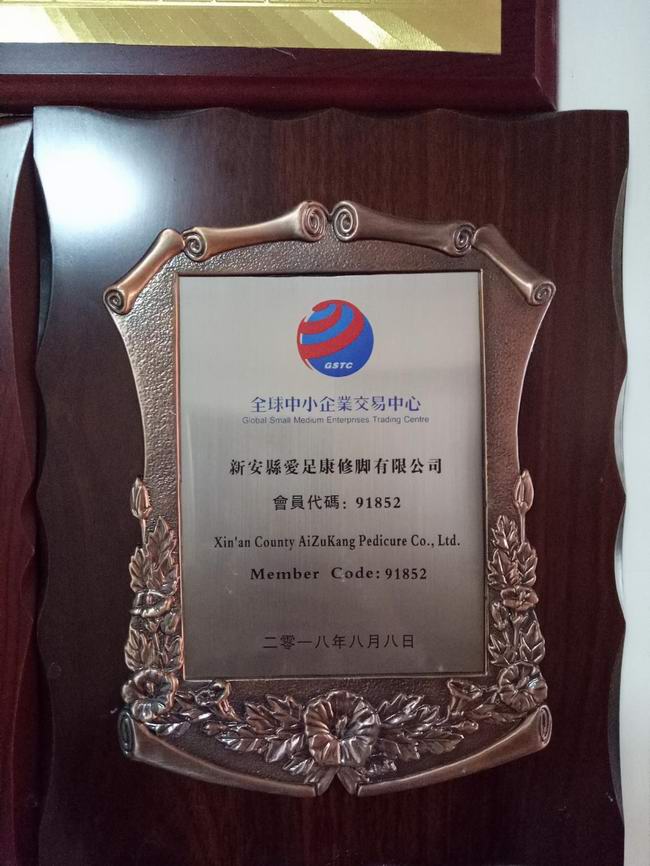 GSTC
全球中小企業交易中心
Global Small Medium Enterprises Trading Centre
新安縣愛足康修脚有限公司
會員代碼: 91852
Xin'an County AiZuKang Pedicure Co., Ltd.
Member Code: 91852
二零一八年八月八日